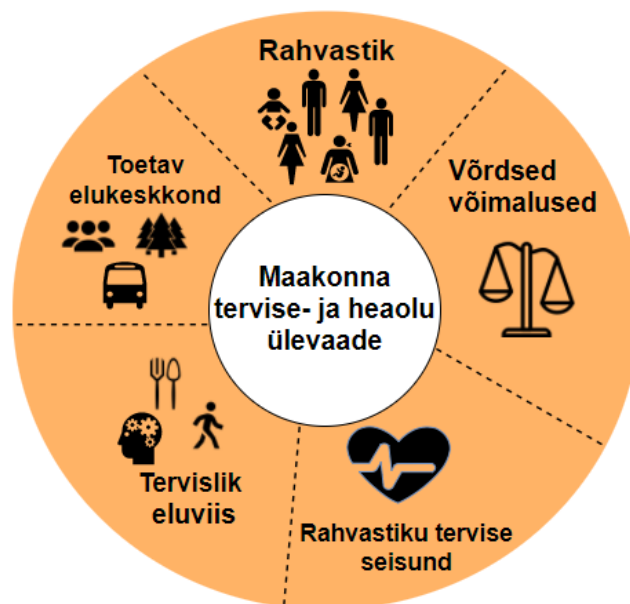 Rahvastik
Võrdsed
võimalused
Toetav
elukeskkond
Maakonna
tervise- ja heaolu
ülevaade
Tervislik
eluviis
Rahvastiku tervise
seisund